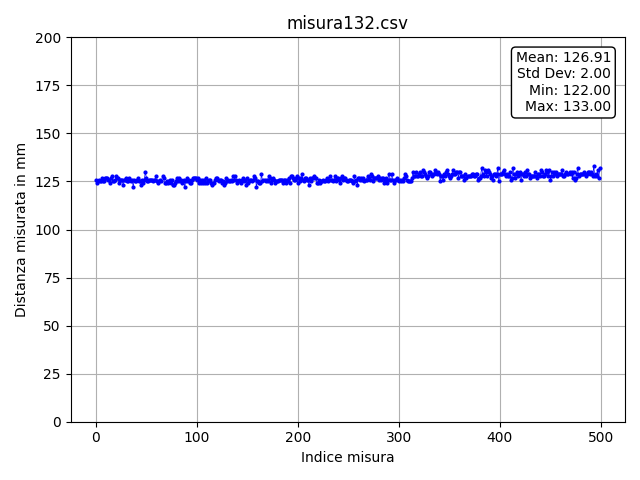 misura132.csv
Mean: 126.91
Std Dev: 2.00
Min: 122.00
Max: 133.00
200
175
150
125
100
75
50
25
0
Distanza misurata in mm
0 100 200 300 400 500
Indice misura